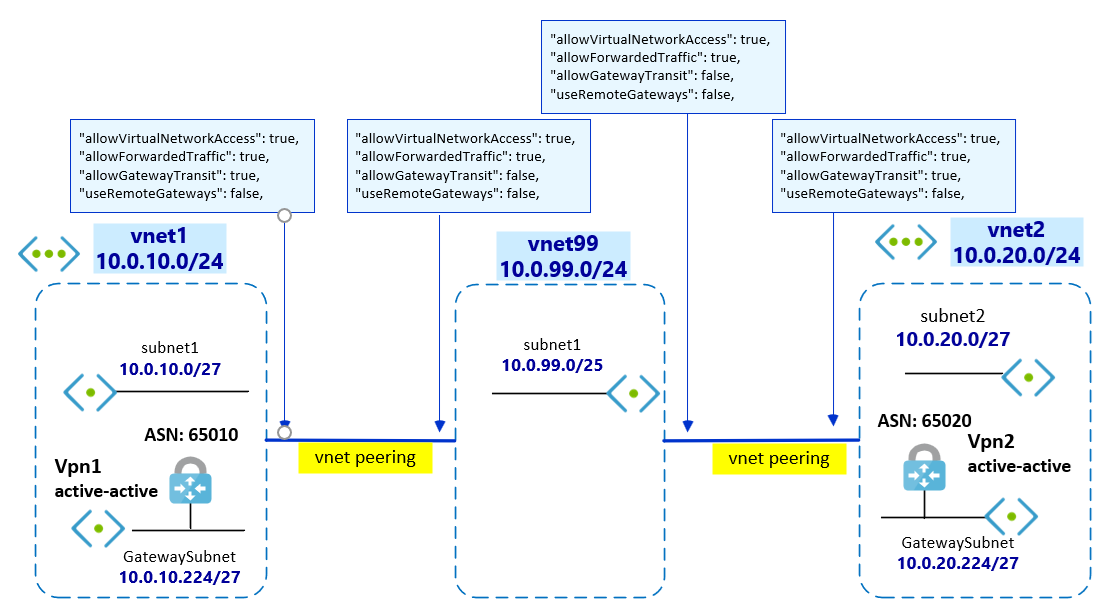 "allowVirtualNetworkAccess": true,
"allowForwardedTraffic": true,
"allowGatewayTransit": false,
"useRemoteGateways": false,
"allowVirtualNetworkAccess": true,
"allowForwardedTraffic": true,
"allowGatewayTransit": true,
"useRemoteGateways": false,
"allowVirtualNetworkAccess": true,
"allowForwardedTraffic": true,
"allowGatewayTransit": false,
"useRemoteGateways": false,
"allowVirtualNetworkAccess": true,
"allowForwardedTraffic": true,
"allowGatewayTransit": true,
"useRemoteGateways": false,
vnet1
10.0.10.0/24
vnet99
10.0.99.0/24
vnet2
10.0.20.0/24
subnet1
10.0.10.0/27
ASN: 65010
Vpn1
active-active
GatewaySubnet
10.0.10.224/27
vnet peering
subnet1
10.0.99.0/25
vnet peering
subnet2
10.0.20.0/27
ASN: 65020
Vpn2
active-active
GatewaySubnet
10.0.20.224/27